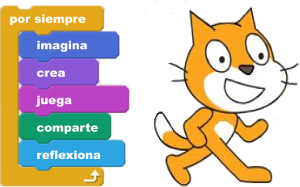 por siempre
imagina
crea
juega
comparte
reflexiona